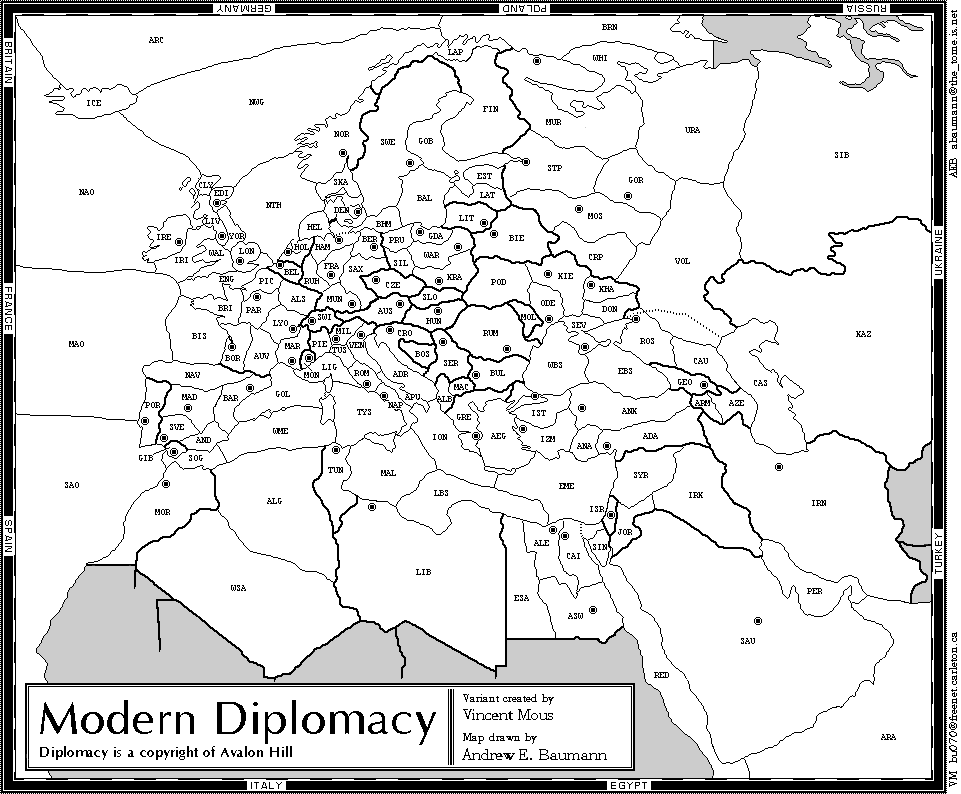 GERMANY POLAND RUSSIA
BRITAIN
FRANCE
SPAIN
UKRAINE
TURKEY
ITALY EGYPT
AEB abaumann@the_tome.is.net
VM bu070@freenet.carleton.ca
ARC BRN
LAP WHI
ICE NWG FIN MUR URA
NOR SWE GOB SIB
NAO STP
CLY EDI SKA EST GOR
LIV NTH DEN BAL LAT MOS
IRE YOR HEL BHM LIT BIE
IRI WAL LON HOL HAM BER PRU GDA WAR CRP VOL
ENG BEL RUH FRA SAX SIL KRA POD KIE KHA
BRI PIC PAR ALS MUN CZE SLO ODE DON
MAO BIS LYO SWI AUS HUN MOL SEV ROS KAZ
BOR AUV MAR PIE MIL VEN CRO RUM
NAV MON LIG TUS BOS SER BUL WBS EBS CAU
POR MAD BAR GOL ROM ADR MAC GEO CAS
SVE AND WME TYS NAP APU ALB GRE IST ANK ARM AZE
GIB SOG ION AEG IZM ANA ADA
SAO TUN MAL EME SYR IRK IRN
MOR ALG LBS ISR JOR
ALE CAI SIN
WSA LIB ESA ASW PER
SAU
RED
ARA
Modern Diplomacy
Diplomacy is a copyright of Avalon Hill
Variant created by
Vincent Mous
Map drawn by
Andrew E. Baumann